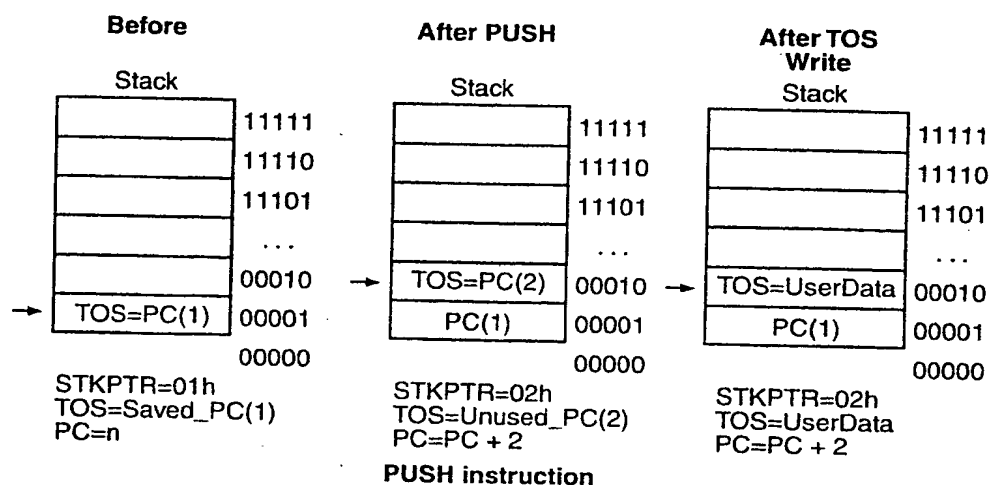 Before
Stack
11111
11110
11101
...
00010
TOS=PC(1) 00001
00000
STKPTR=01h
TOS=Saved_PC(1)
PC=n
After PUSH
Stack
11111
11110
11101
...
TOS=PC(2) 00010
PC(1) 00001
00000
STKPTR=02h
TOS=Unused_PC(2)
PC=PC + 2
After TOS
Write
Stack
11111
11110
11101
...
TOS=UserData 00010
PC(1) 00001
00000
STKPTR=02h
TOS=UserData
PC=PC + 2
PUSH instruction